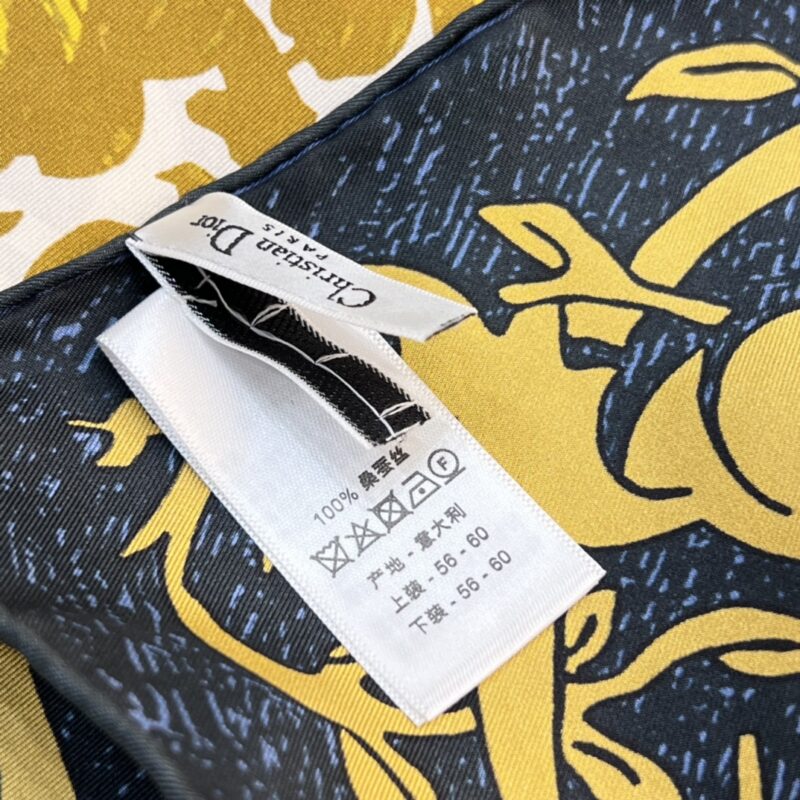 Christian Dior
PARIS
100% 桑蚕丝
F
产地 - 意大利
上装 - 56 - 60
下装 - 56 - 60